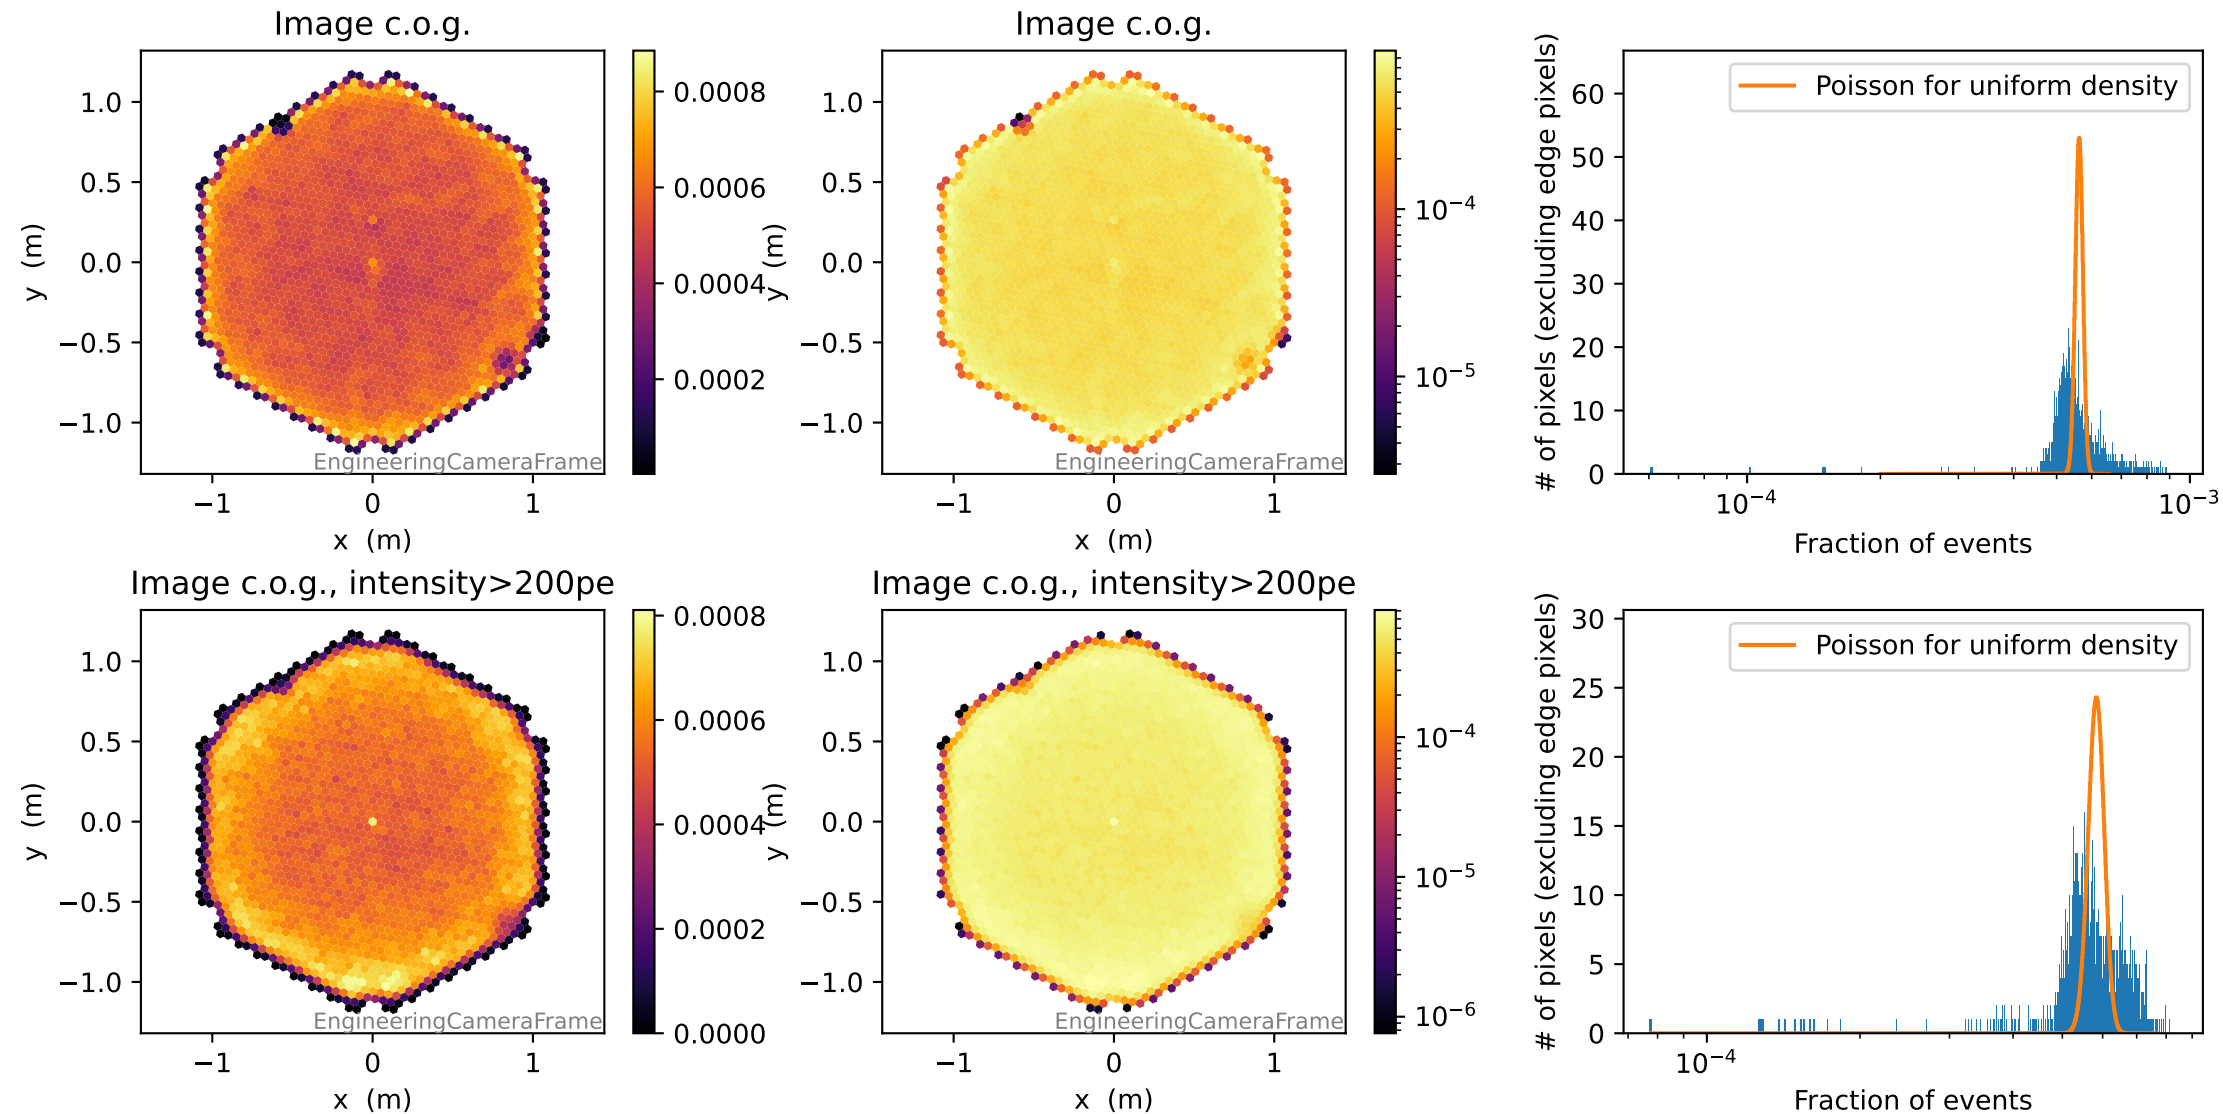 Image c.o.g.
1.0
0.5
0.0
−0.5
−1.0
y (m)
−1
0
1
x (m)
EngineeringCameraFrame
0.0008
0.0006
0.0004
0.0002
Image c.o.g.
1.0
0.5
0.0
−0.5
−1.0
y (m)
−1
0
1
x (m)
EngineeringCameraFrame
10−4
10−5
Poisson for uniform density
60
50
40
30
20
10
0
# of pixels (excluding edge pixels)
10−4
10−3
Fraction of events
Image c.o.g., intensity>200pe
1.0
0.5
0.0
−0.5
−1.0
y (m)
−1
0
1
x (m)
EngineeringCameraFrame
0.0008
0.0006
0.0004
0.0002
0.0000
Image c.o.g., intensity>200pe
1.0
0.5
0.0
−0.5
−1.0
y (m)
−1
0
1
x (m)
EngineeringCameraFrame
10−4
10−5
10−6
Poisson for uniform density
30
25
20
15
10
5
0
# of pixels (excluding edge pixels)
10−4
Fraction of events